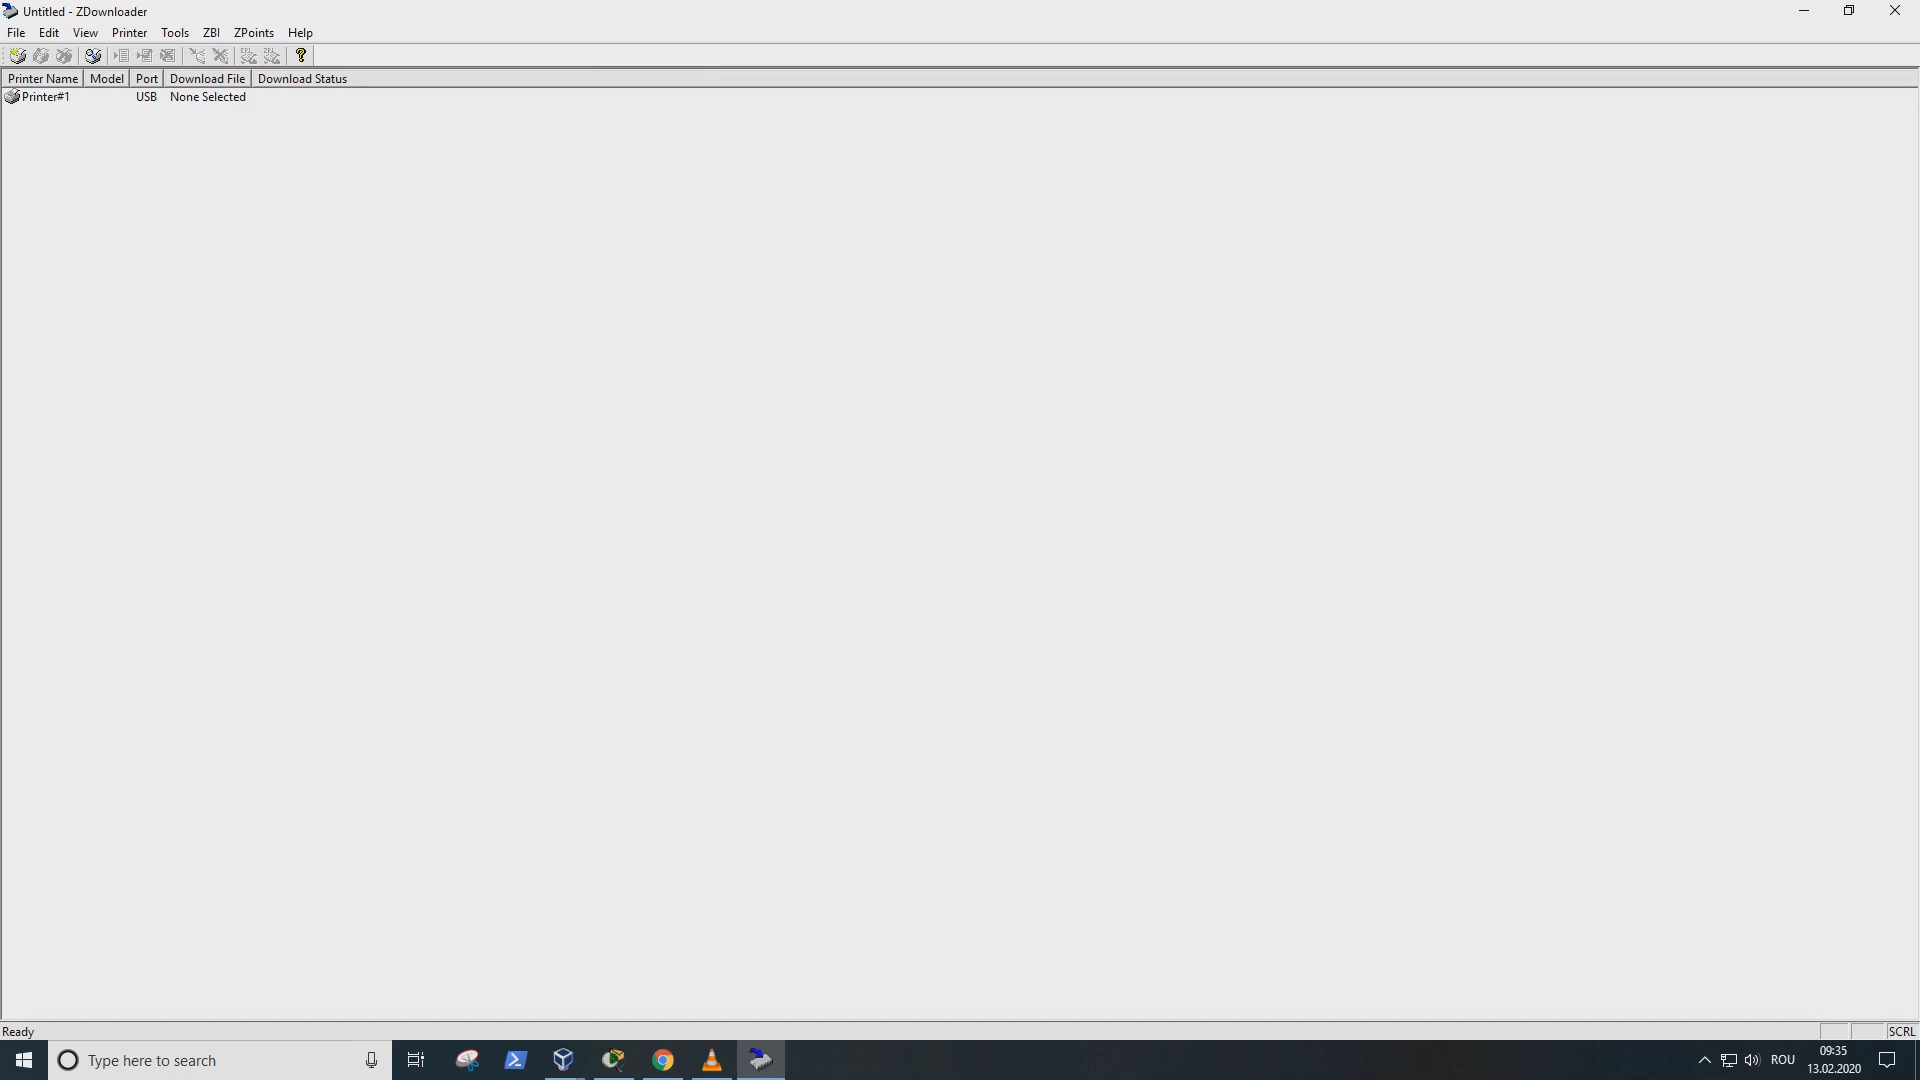 Untitled - ZDownloader
File Edit View Printer Tools ZBI ZPoints Help
Printer Name Model Port Download File Download Status
Printer#1 USB None Selected
Ready
SCRL
Type here to search
ROU
09:35
13.02.2020